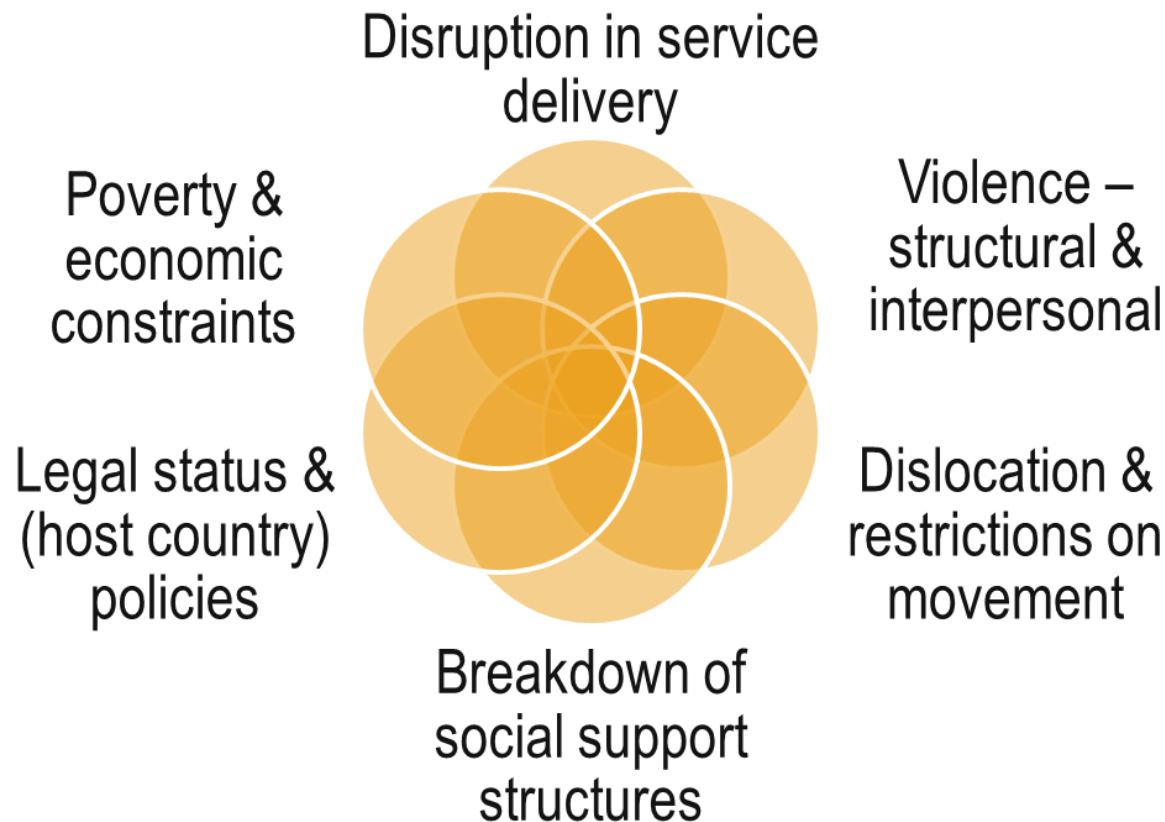 Disruption in service
delivery
Violence –
structural &
interpersonal
Dislocation &
restrictions on
movement
Breakdown of
social support
structures
Legal status &
(host country)
policies
Poverty &
economic
constraints